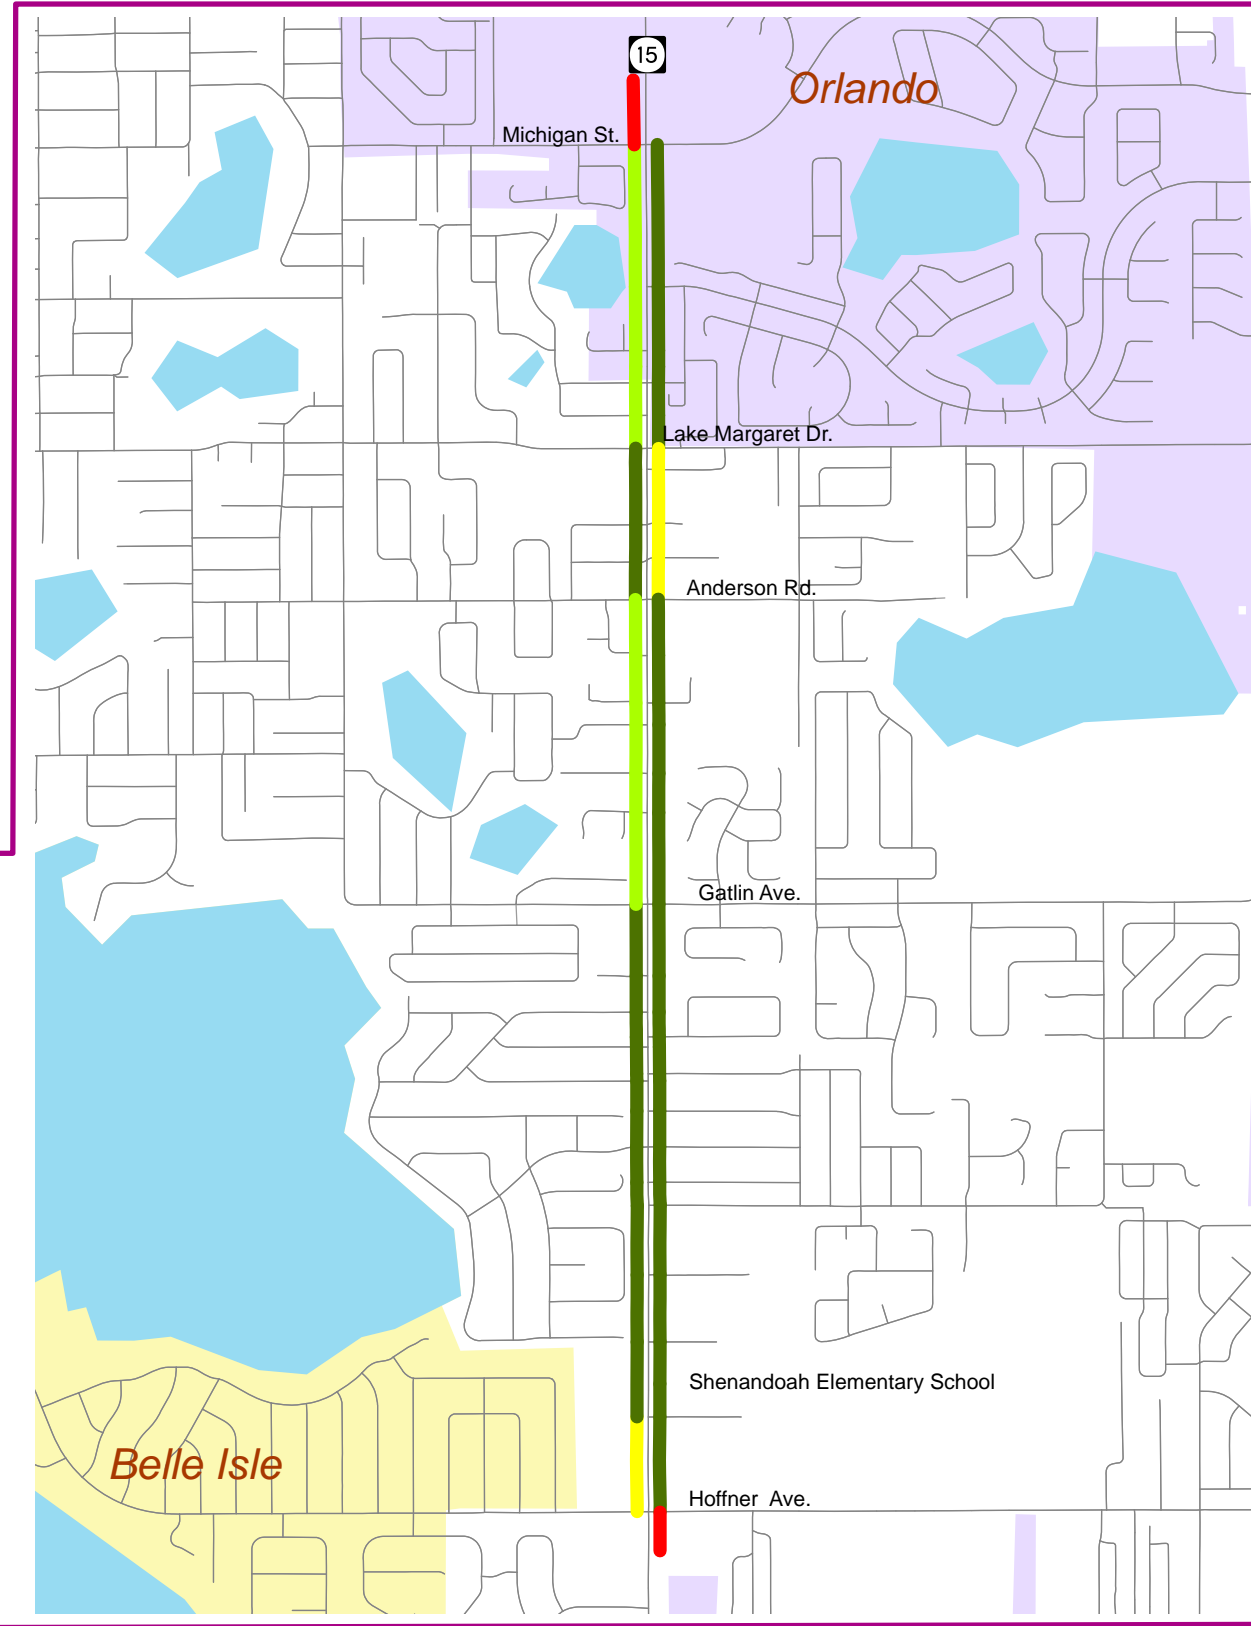 15
Orlando
Michigan St.
Lake Margaret Dr.
Anderson Rd.
Gatlin Ave.
Shenandoah Elementary School
Belle Isle
Hoffner Ave.